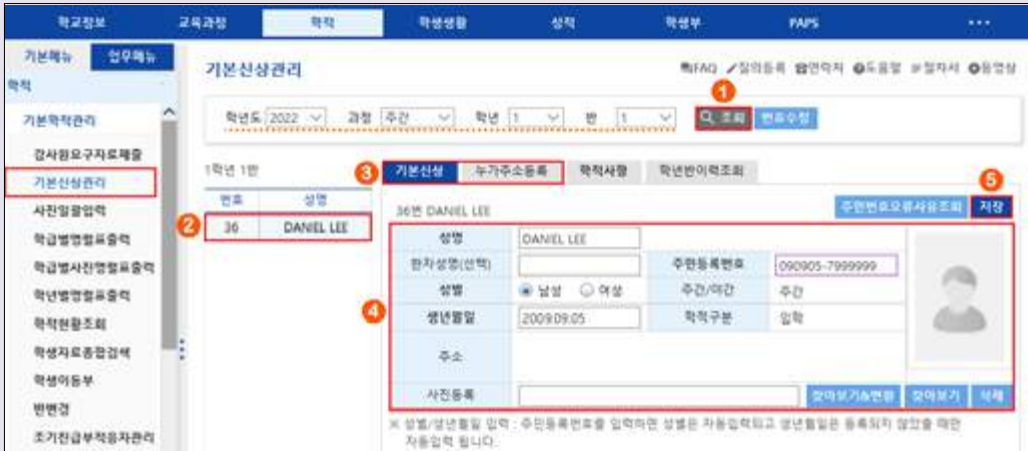 학교정보 교육과정 학적 학생생활 성적 학생부 PAPS ...
기본메뉴 업무메뉴
학적
기본학적관리
감사원요구자료제출
기본신상관리
사진일괄입력
학급별명렬표출력
학급별사진명렬표출력
학년별명렬표출력
학적현황조회
학생자료종합검색
학생이동부
반변경
조기진급부적응자관리
기본신상관리
FAQ 질의등록 연락처 도움말 절차서 동영상
1
학년도 2022 과정 주간 학년 1 반 1 조회 번호수정
1학년 1반
번호 성명
2 36 DANIEL LEE
3 기본신상 누가주소등록 학적사항 학년반이력조회
5
36번 DANIEL LEE 주민번호오류사유조회 저장
4
성명 DANIEL LEE
한자성명(선택) 주민등록번호 090905-7999999
성별 남성 여성 주간/야간 주간
생년월일 2009.09.05 학적구분 입학
주소
사진등록 찾아보기&변환 찾아보기 삭제
※ 성별/생년월일 입력 : 주민등록번호를 입력하면 성별은 자동입력되고 생년월일은 등록되지 않았을 때만
자동입력 됩니다.